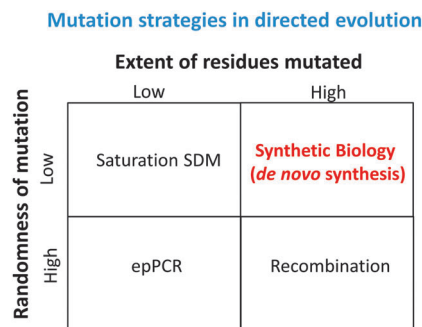 Mutation strategies in directed evolution
Extent of residues mutated
Low
High
Randomness of mutation
Low
Saturation SDM
Synthetic Biology
(de novo synthesis)
High
epPCR
Recombination